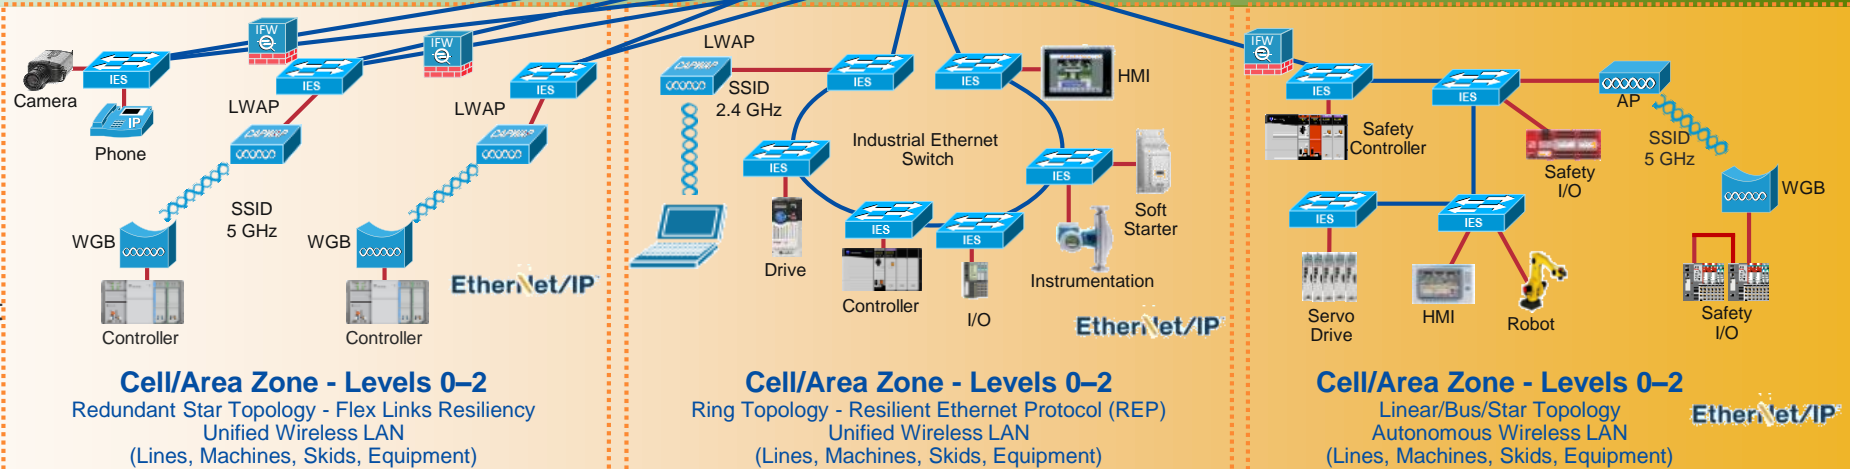 IFW
IES
Camera
IP
Phone
IFW
IES
LWAP
CAPWAP
IES
LWAP
CAPWAP
SSID
5 GHz
WGB
WGB
Controller
Controller
EtherNet/IP
Cell/Area Zone - Levels 0–2
Redundant Star Topology - Flex Links Resiliency
Unified Wireless LAN
(Lines, Machines, Skids, Equipment)
LWAP
CAPWAP
SSID
2.4 GHz
IES
IES
HMI
Industrial Ethernet
Switch
IES
IES
Drive
IES
IES
Soft
Starter
Controller
I/O
Instrumentation
EtherNet/IP
Cell/Area Zone - Levels 0–2
Ring Topology - Resilient Ethernet Protocol (REP)
Unified Wireless LAN
(Lines, Machines, Skids, Equipment)
IFW
IES
IES
AP
Safety
Controller
Safety
I/O
SSID
5 GHz
WGB
IES
IES
Servo
Drive
HMI
Robot
Safety
I/O
Cell/Area Zone - Levels 0–2
Linear/Bus/Star Topology
Autonomous Wireless LAN
(Lines, Machines, Skids, Equipment)
EtherNet/IP